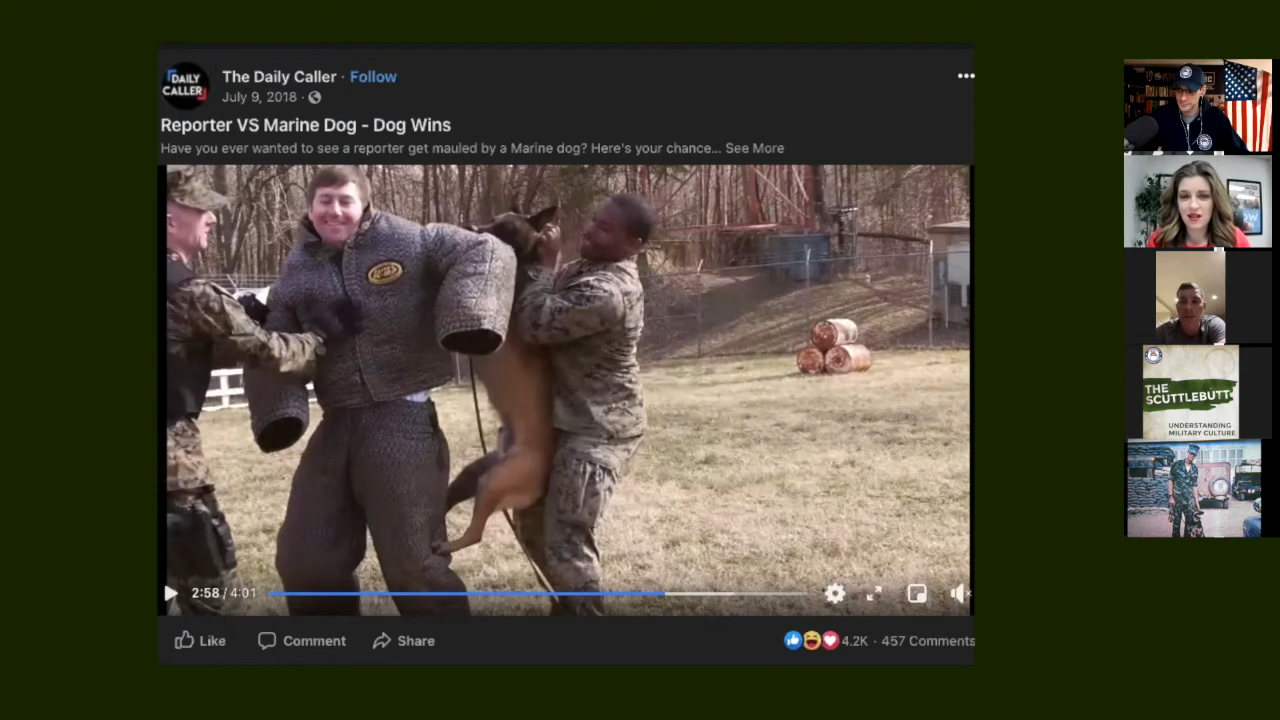 DAILY
CALLER
The Daily Caller · Follow
July 9, 2018 ·
Reporter VS Marine Dog - Dog Wins
Have you ever wanted to see a reporter get mauled by a Marine dog? Here's your chance... See More
2:58 / 4:01
Like
Comment
Share
4.2K · 457 Comments
THE
SCUTTLEBUTT
UNDERSTANDING
MILITARY CULTURE